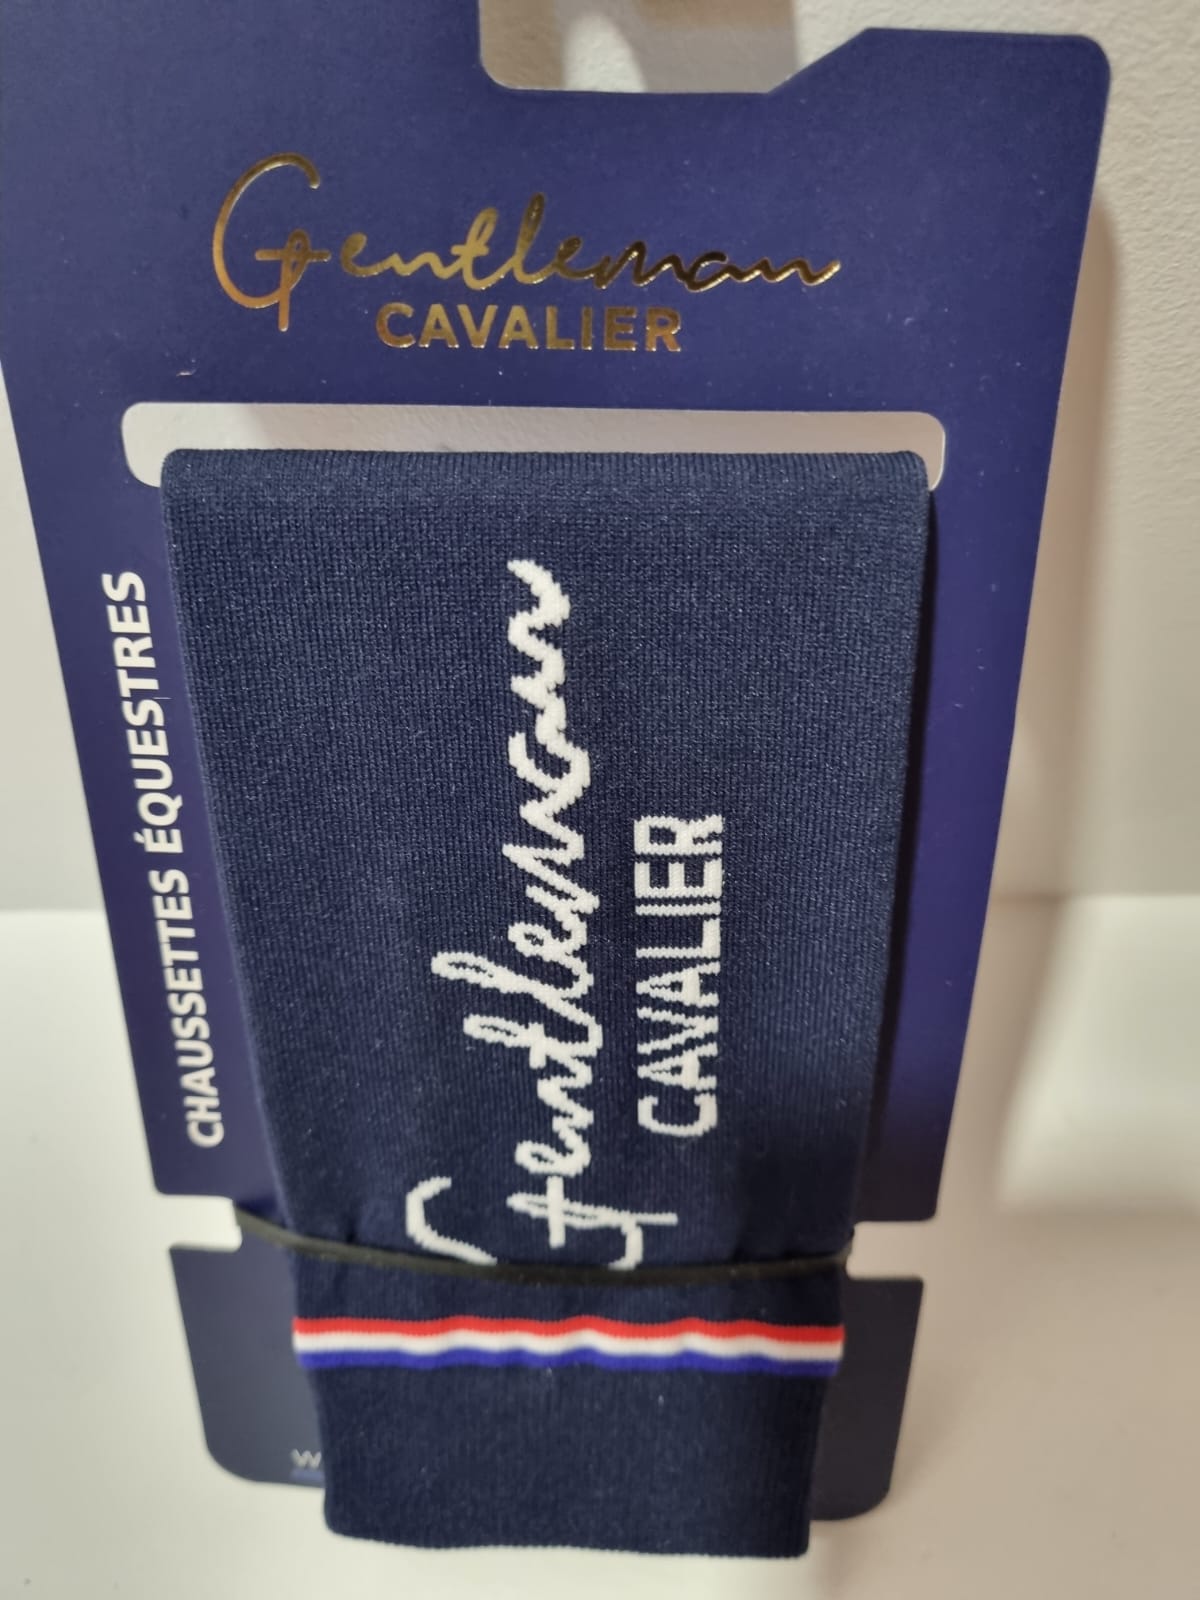 Gentleman
CAVALIER
CHAUSSETTES ÉQUESTRES
Gentleman
CAVALIER